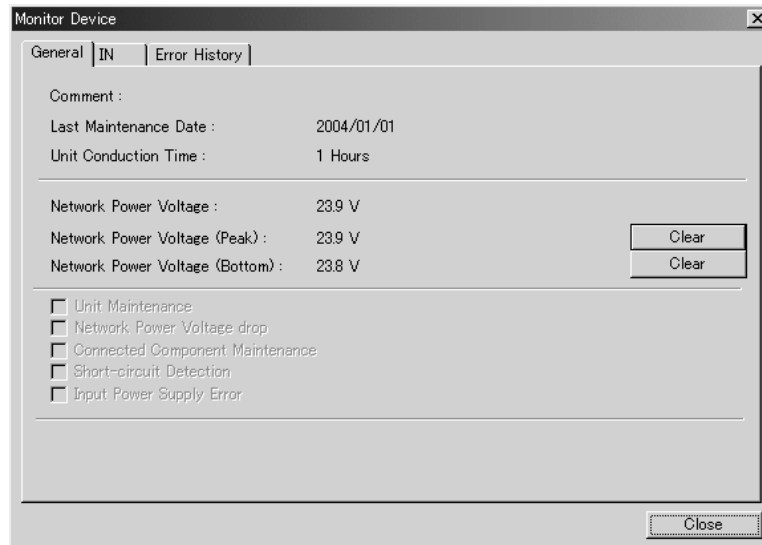 Monitor Device
General IN Error History
Comment :
Last Maintenance Date : 2004/01/01
Unit Conduction Time : 1 Hours
Network Power Voltage : 23.9 V
Network Power Voltage (Peak) : 23.9 V Clear
Network Power Voltage (Bottom) : 23.8 V Clear
Unit Maintenance
Network Power Voltage drop
Connected Component Maintenance
Short-circuit Detection
Input Power Supply Error
Close